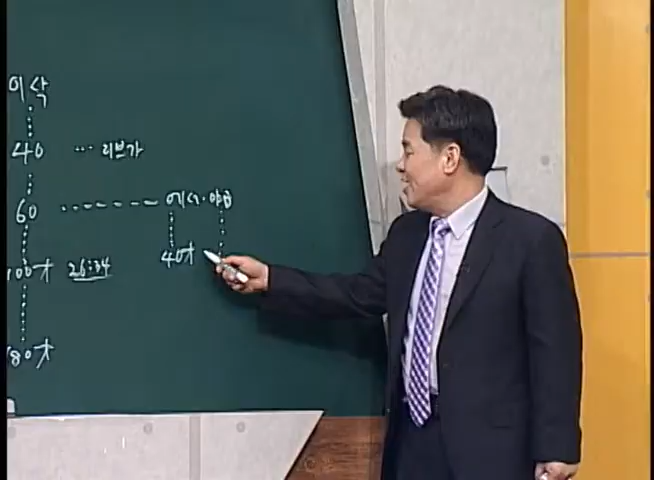 이삭
40 ... 리브가
60 -------- 에서·야곱
40才
100才 26:34
180才